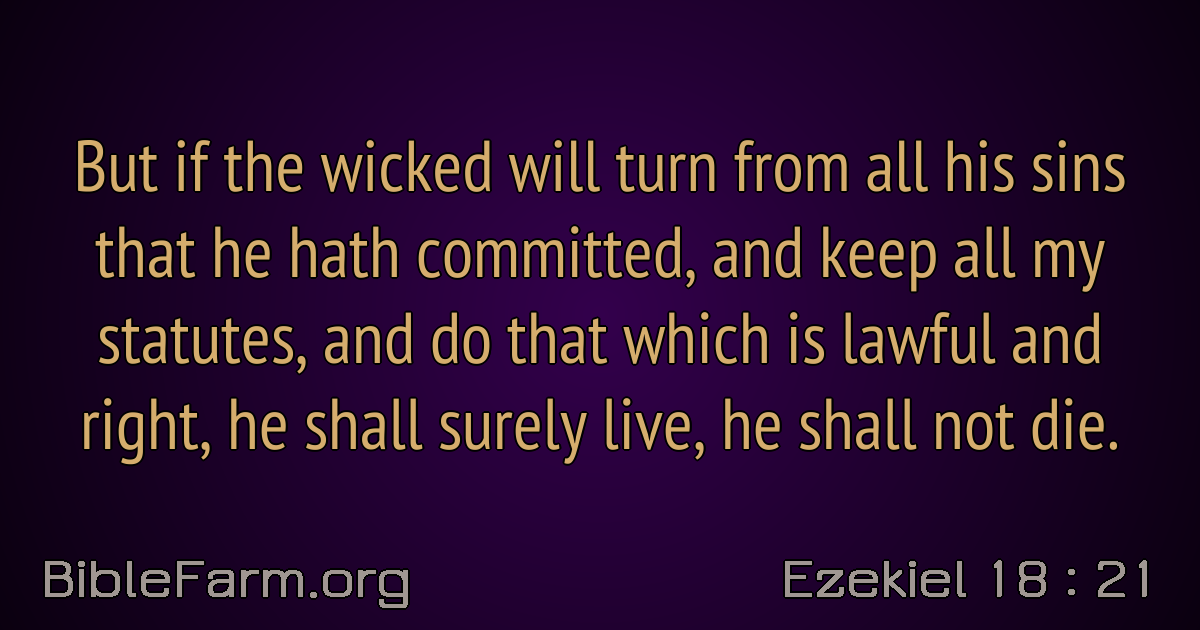 But if the wicked will turn from all his sins
that he hath committed, and keep all my
statutes, and do that which is lawful and
right, he shall surely live, he shall not die.
BibleFarm.org
Ezekiel 18 : 21